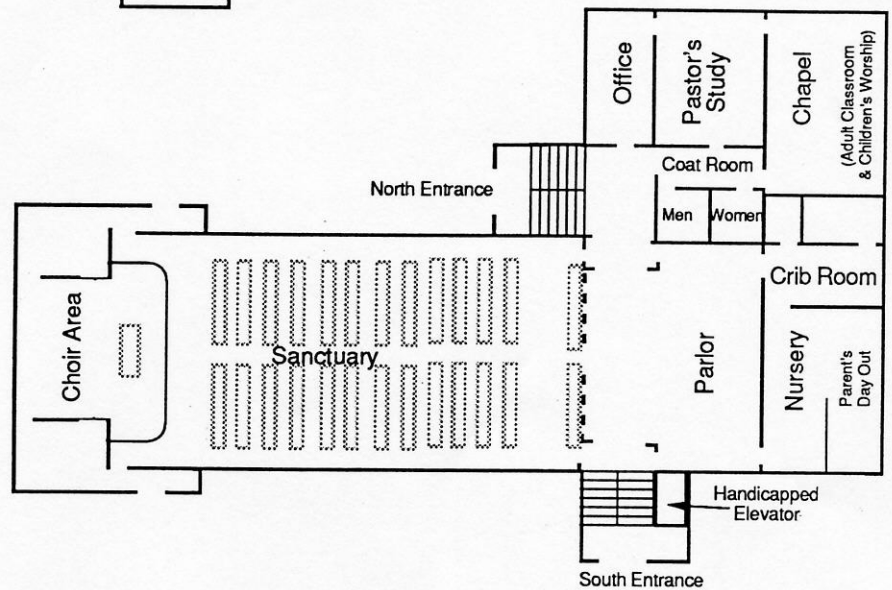 Office
Pastor's
Study
Chapel
(Adult Classroom
& Children's Worship)
Coat Room
North Entrance
Men
Women
Crib Room
Choir Area
Sanctuary
Parlor
Nursery
Parent's
Day Out
Handicapped
Elevator
South Entrance